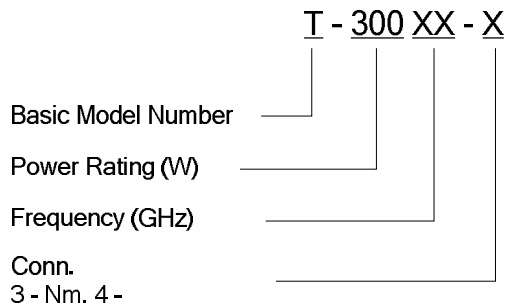 T - 300 XX - X
Basic Model Number
Power Rating (W)
Frequency (GHz)
Conn.
3 - Nm, 4 -